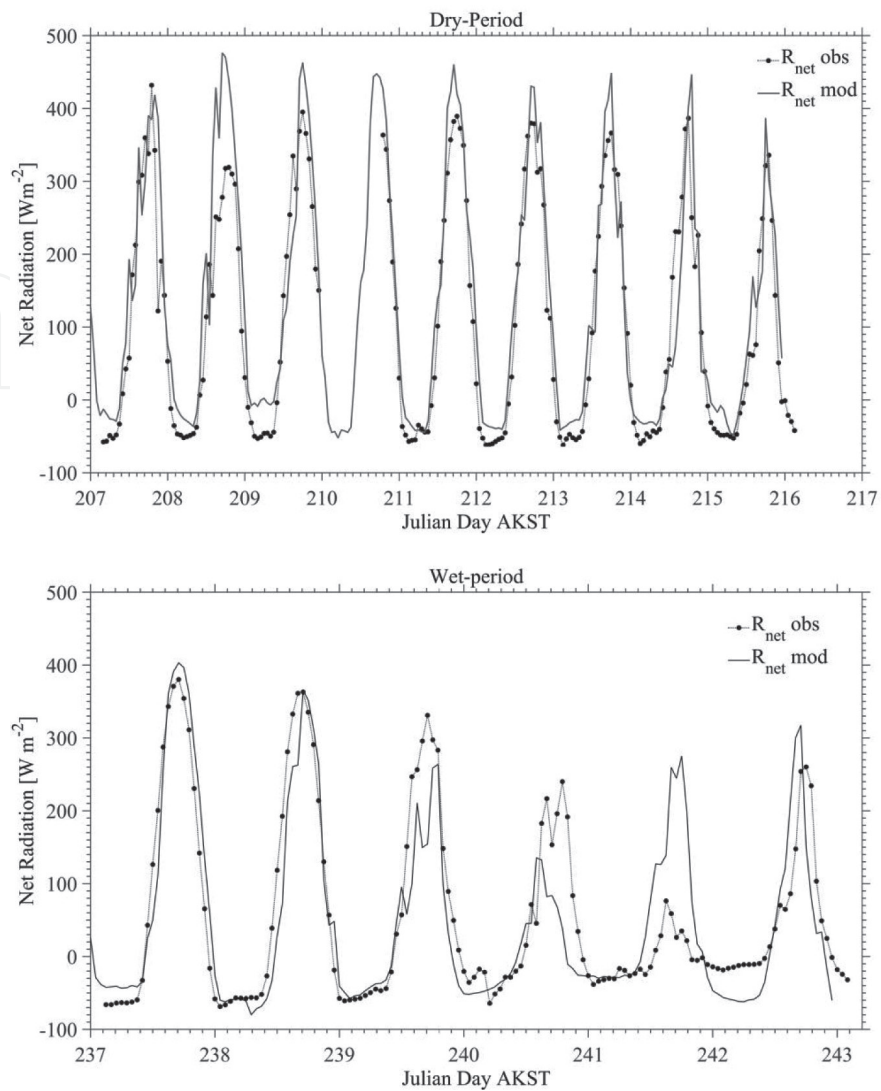 Dry-Period
500
400
300
200
100
0
-100
Net Radiation [Wm-2]
R_net obs
R_net mod
207 208 209 210 211 212 213 214 215 216 217
Julian Day AKST
Wet-period
500
400
300
200
100
0
-100
Net Radiation [W m-2]
R_net obs
R_net mod
237 238 239 240 241 242 243
Julian Day AKST